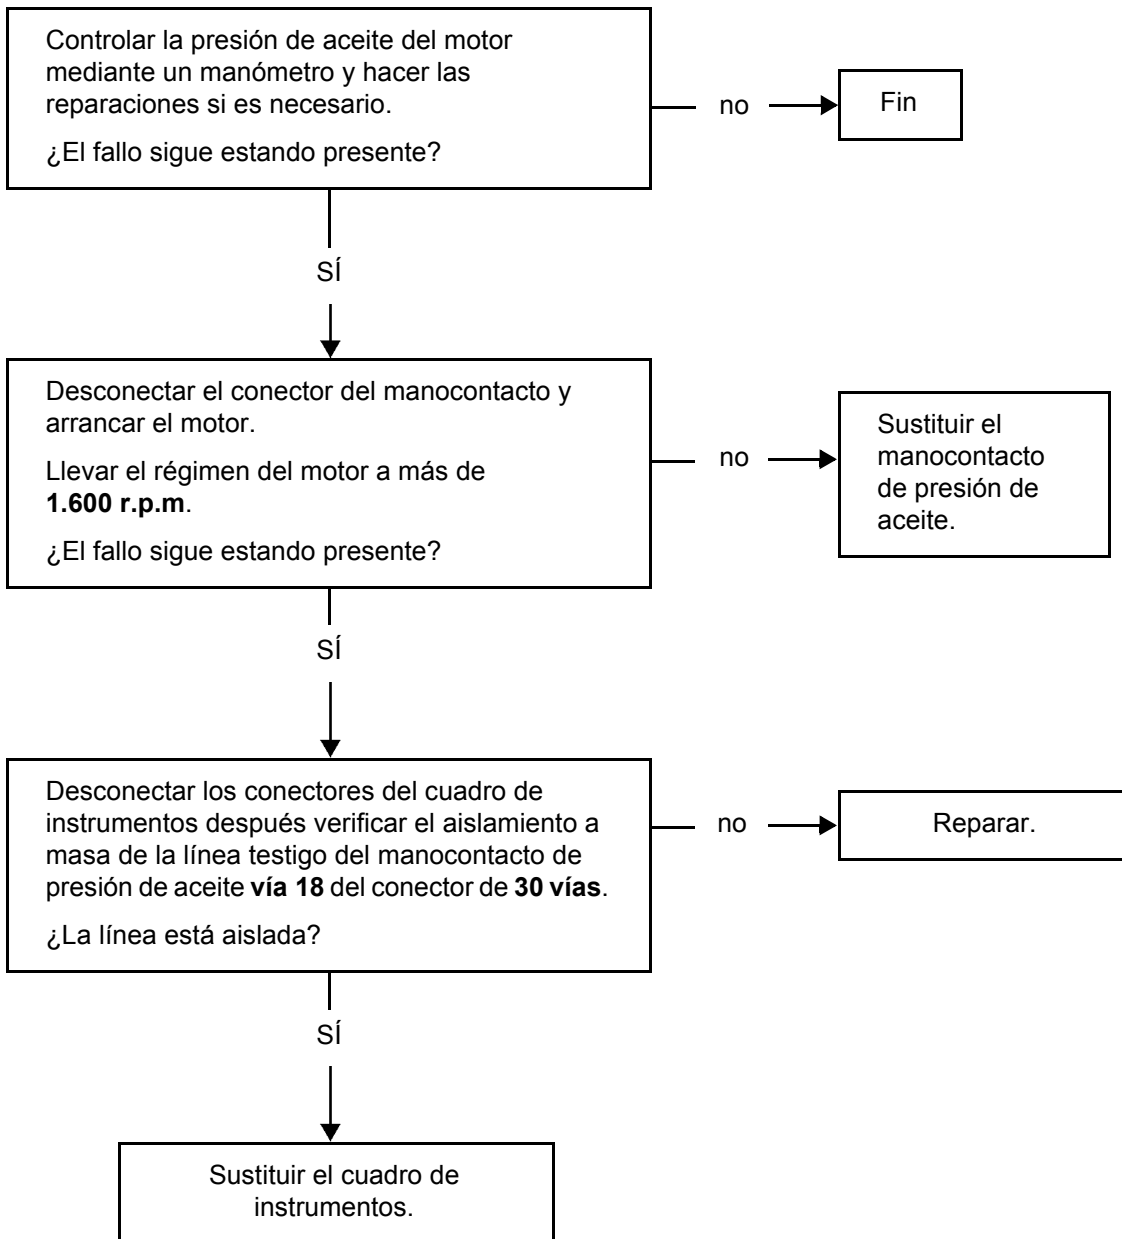 Controlar la presión de aceite del motor
mediante un manómetro y hacer las
reparaciones si es necesario.
¿El fallo sigue estando presente?
no
Fin
SÍ
Desconectar el conector del manocontacto y
arrancar el motor.
Llevar el régimen del motor a más de
1.600 r.p.m.
¿El fallo sigue estando presente?
no
Sustituir el
manocontacto
de presión de
aceite.
SÍ
Desconectar los conectores del cuadro de
instrumentos después verificar el aislamiento a
masa de la línea testigo del manocontacto de
presión de aceite vía 18 del conector de 30 vías.
¿La línea está aislada?
no
Reparar.
SÍ
Sustituir el cuadro de
instrumentos.